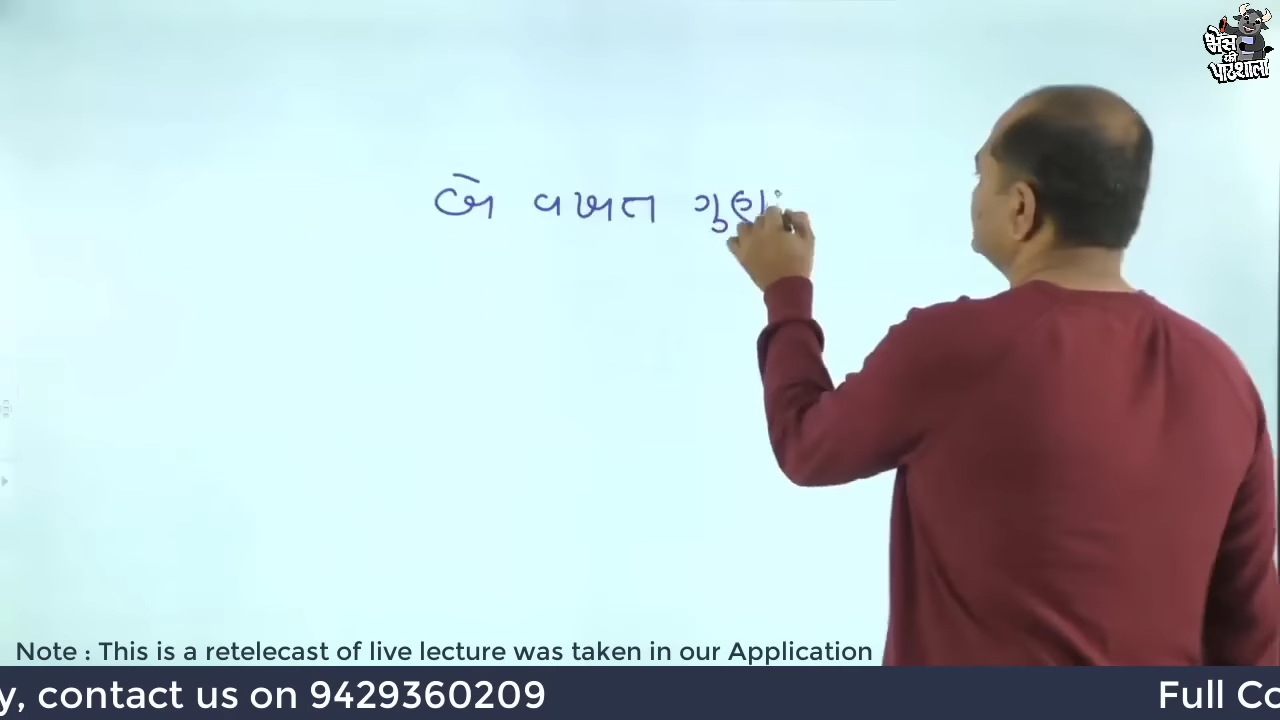 भैंस
की
पाठशाला
બે વખત ગુણ
Note : This is a retelecast of live lecture was taken in our Application
y, contact us on 9429360209 Full Co